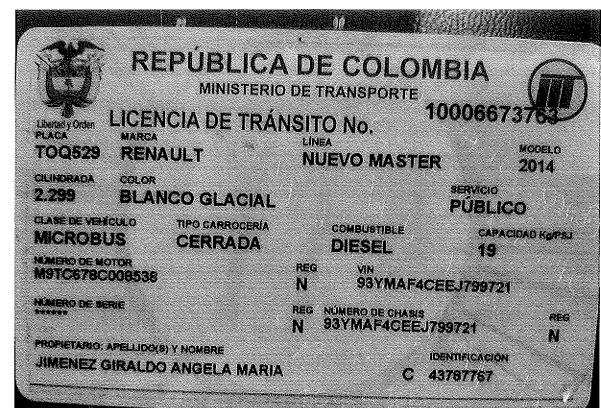 REPÚBLICA DE COLOMBIA
MINISTERIO DE TRANSPORTE
Libertad y Orden
LICENCIA DE TRÁNSITO No. 10006673763
PLACA MARCA LÍNEA MODELO
TOQ529 RENAULT NUEVO MASTER 2014
CILINDRADA COLOR SERVICIO
2.299 BLANCO GLACIAL PÚBLICO
CLASE DE VEHÍCULO TIPO CARROCERÍA COMBUSTIBLE CAPACIDAD Kg/PSJ
MICROBUS CERRADA DIESEL 19
NÚMERO DE MOTOR REG VIN
M9TC678C008536 N 93YMAF4CEEJ799721
NÚMERO DE SERIE REG NÚMERO DE CHASIS REG
****** N 93YMAF4CEEJ799721 N
PROPIETARIO: APELLIDO(S) Y NOMBRE IDENTIFICACIÓN
JIMENEZ GIRALDO ANGELA MARIA C 43787767